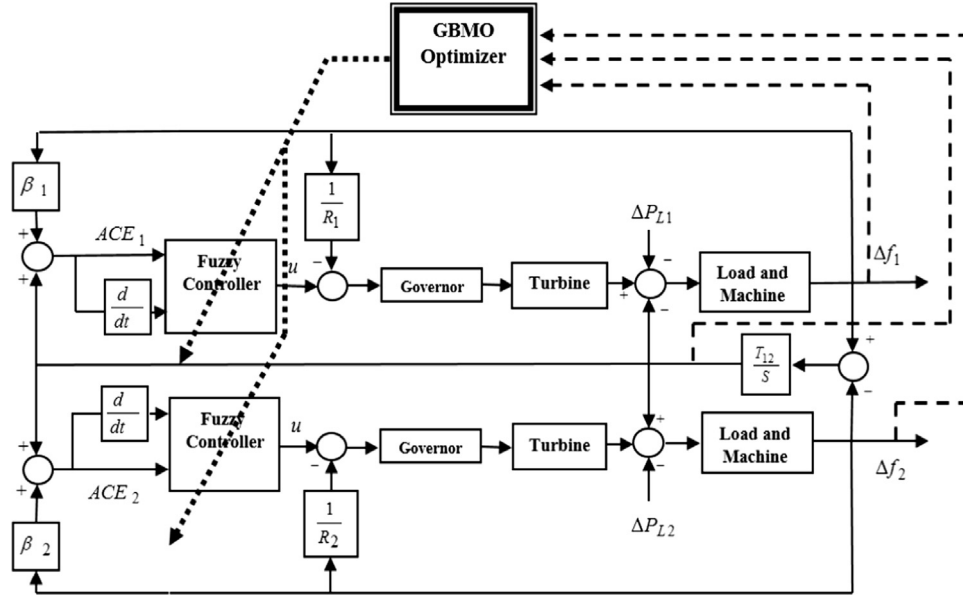 GBMO
Optimizer
β 1
1
R1
+
+
ACE 1
d
dt
Fuzzy
Controller
u
−
Governor
Turbine
ΔPL1
−
+
−
Load and
Machine
Δf1
T12
S
+
−
d
dt
Fuzzy
Controller
u
+
+
ACE 2
−
Governor
Turbine
+
−
Load and
Machine
Δf2
β 2
1
R2
ΔPL2